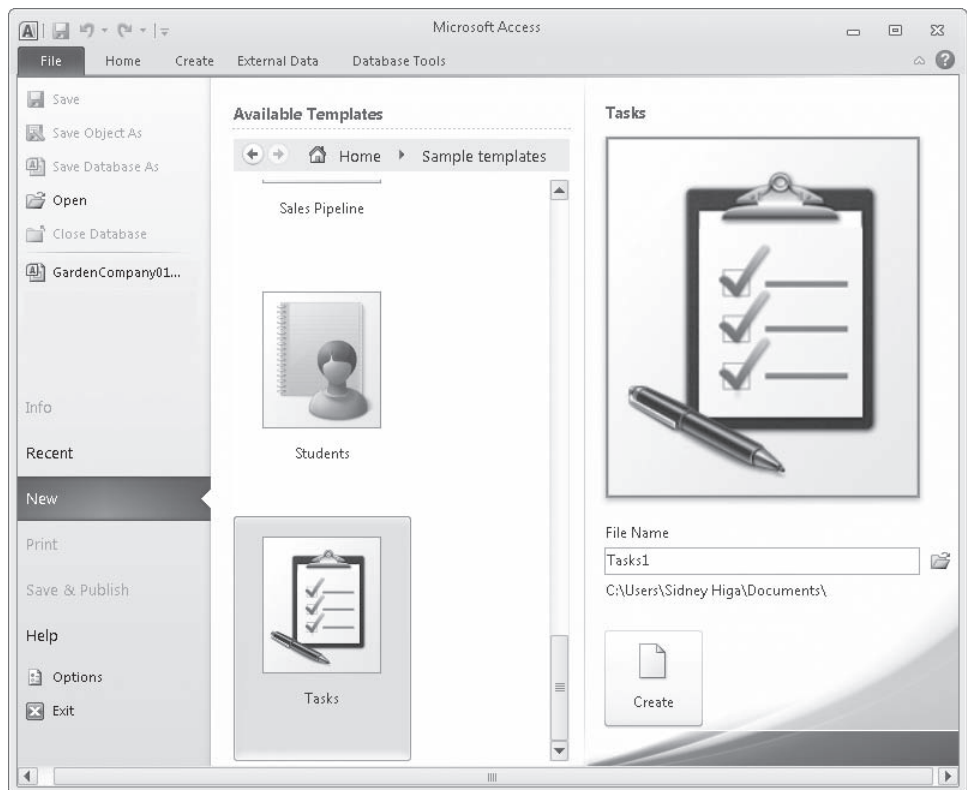 Microsoft Access
File Home Create External Data Database Tools
Save
Save Object As
Save Database As
Open
Close Database
GardenCompany01...
Info
Recent
New
Print
Save & Publish
Help
Options
Exit
Available Templates
Home Sample templates
Sales Pipeline
Students
Tasks
Tasks
File Name
Tasks1
C:\Users\Sidney Higa\Documents\
Create